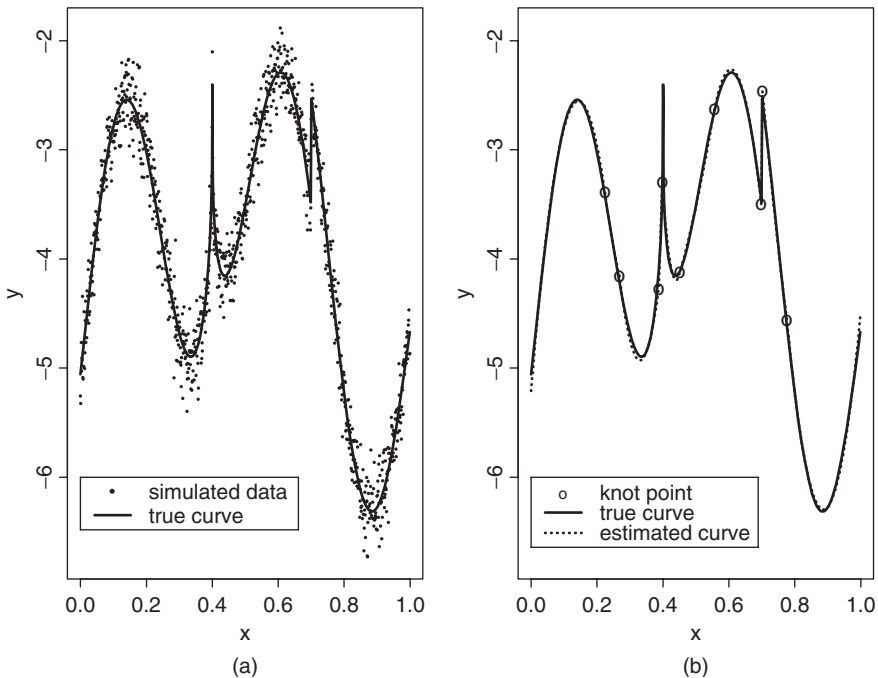 −2
−3
−4
−5
−6
y
simulated data
true curve
0.0 0.2 0.4 0.6 0.8 1.0
x
(a)
−2
−3
−4
−5
−6
y
o knot point
true curve
estimated curve
0.0 0.2 0.4 0.6 0.8 1.0
x
(b)